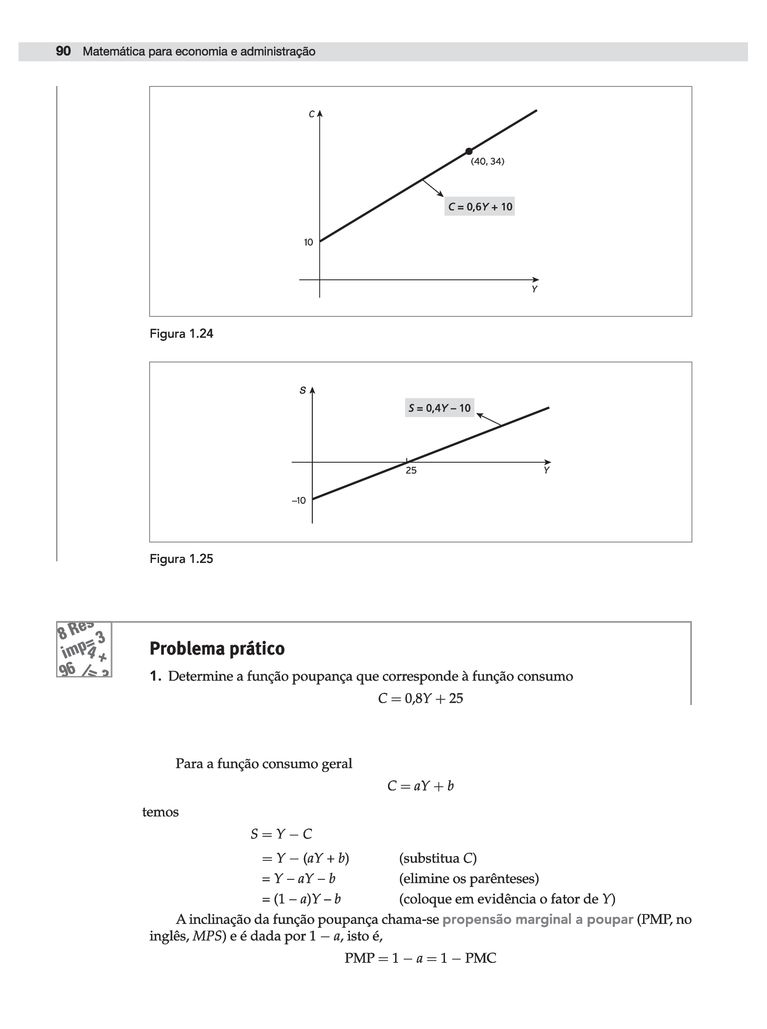 90 Matemática para economia e administração
C
(40, 34)
C = 0,6Y + 10
10
Y
Figura 1.24
S
S = 0,4Y – 10
25
Y
–10
Figura 1.25
8 Res
imp= 3
4 +
96 /= 2
Problema prático
1. Determine a função poupança que corresponde à função consumo
C = 0,8Y + 25
Para a função consumo geral
C = aY + b
temos
S = Y − C
= Y − (aY + b) (substitua C)
= Y – aY – b (elimine os parênteses)
= (1 – a)Y – b (coloque em evidência o fator de Y)
A inclinação da função poupança chama-se propensão marginal a poupar (PMP, no
inglês, MPS) e é dada por 1 − a, isto é,
PMP = 1 − a = 1 − PMC